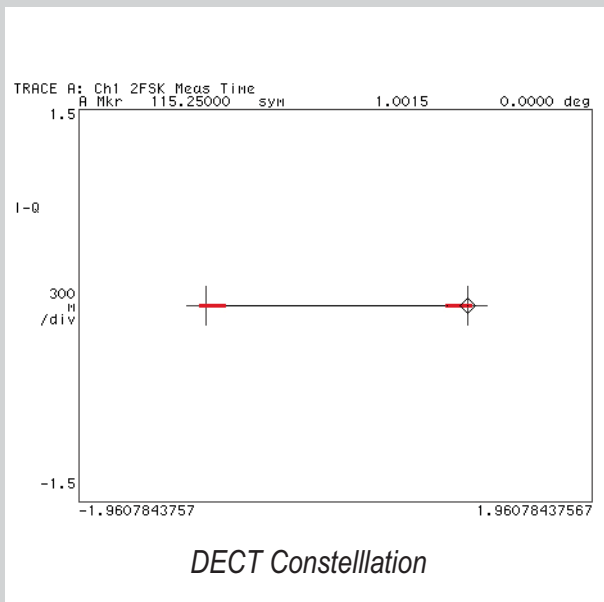 TRACE A: Ch1 2FSK Meas Time
A Mkr 115.25000 sym 1.0015 0.0000 deg
1.5
I-Q
300
M
/div
-1.5
-1.9607843757 1.96078437567
DECT Constelllation